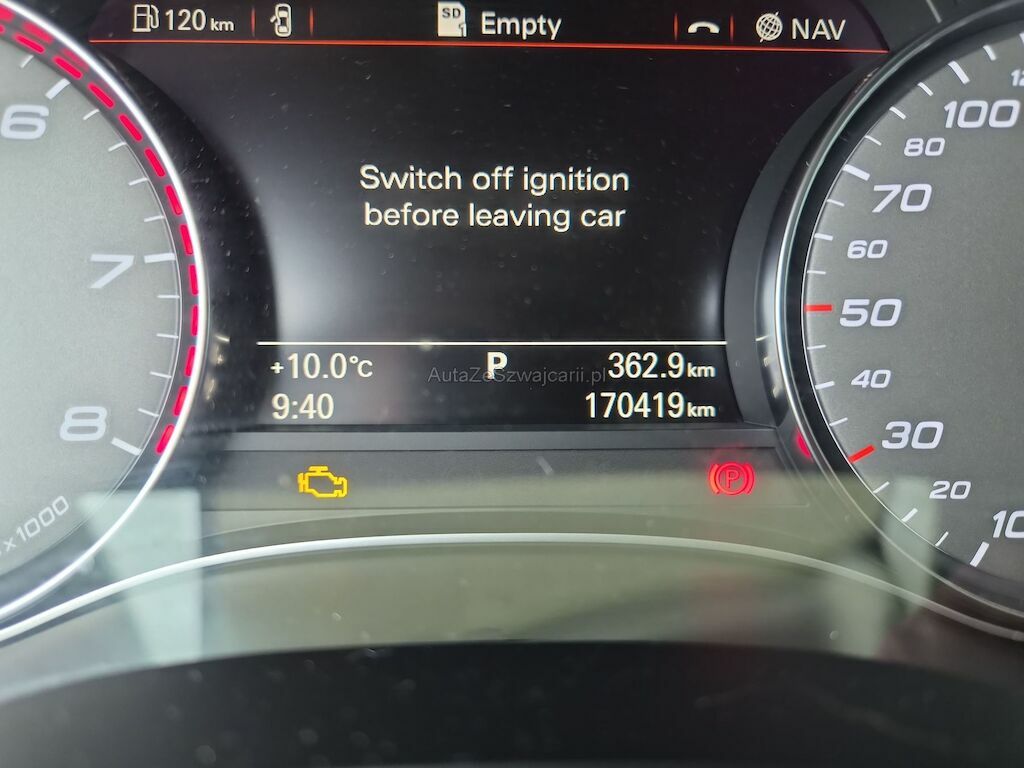 120 km
SD
1
Empty
NAV
Switch off ignition
before leaving car
+10.0°C
P
362.9 km
9:40
170419 km
AutaZeSzwajcarii.pl
6
7
8
x1000
P
100
80
70
60
50
40
30
20